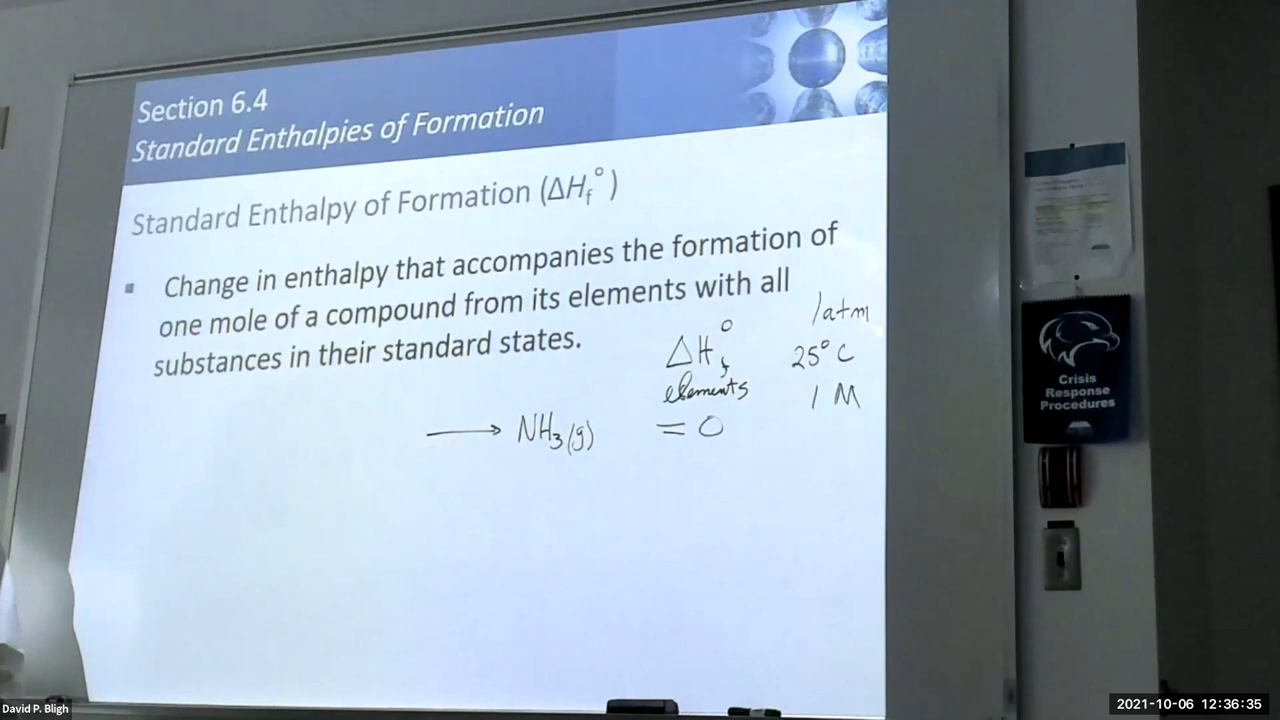 Section 6.4
Standard Enthalpies of Formation
Standard Enthalpy of Formation (ΔHf°)
▪ Change in enthalpy that accompanies the formation of
one mole of a compound from its elements with all
substances in their standard states.
1atm
ΔHf°
25°C
elements
1 M
⟶ NH₃(g)
= 0
Crisis
Response
Procedures
David P. Bligh
2021-10-06 12:36:35